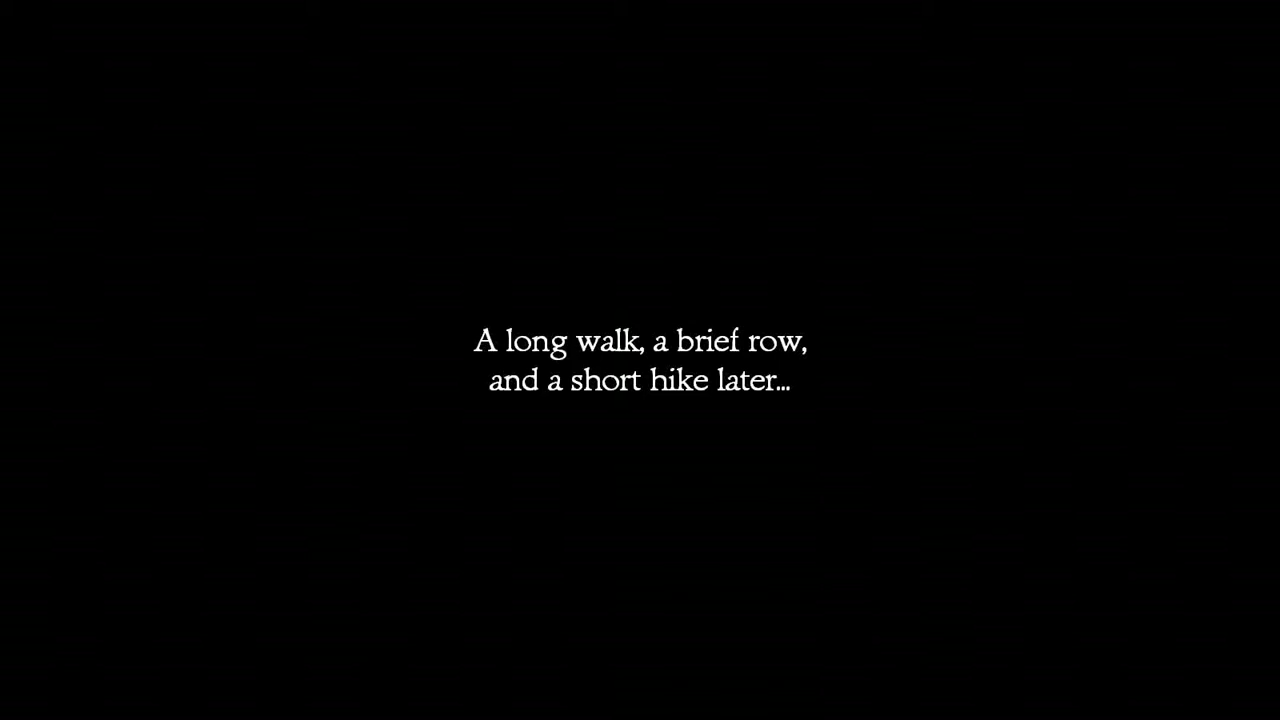 A long walk, a brief row,
and a short hike later...